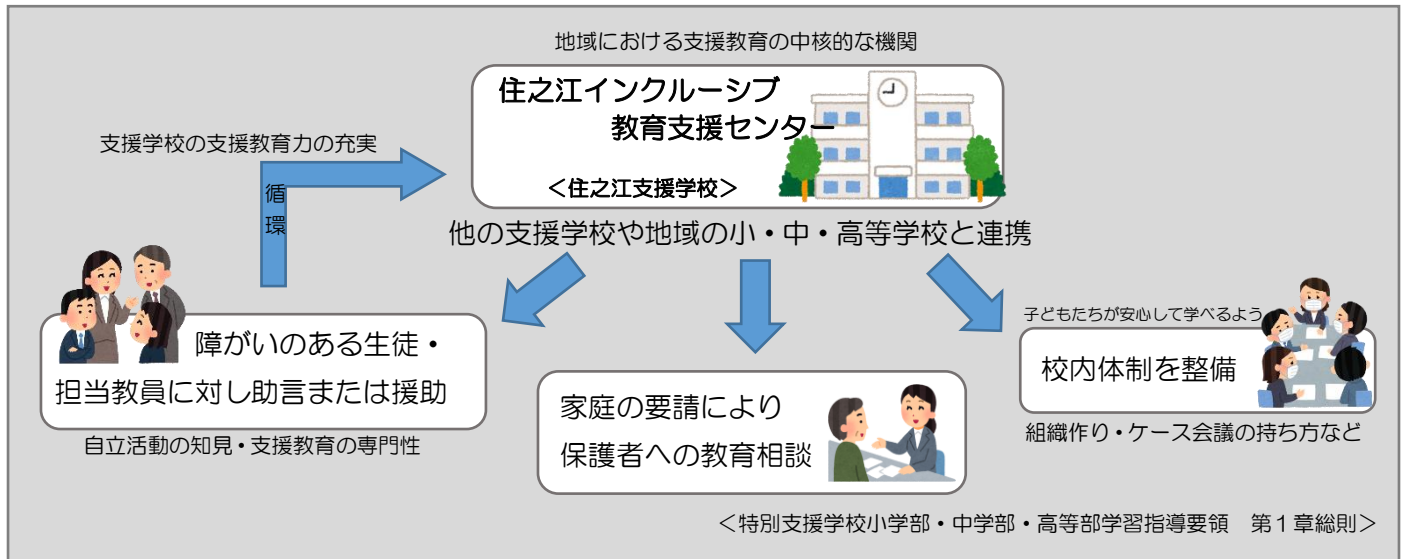 地域における支援教育の中核的な機関
住之江インクルーシブ
教育支援センター
<住之江支援学校>
支援学校の支援教育力の充実
循
環
他の支援学校や地域の小・中・高等学校と連携
障がいのある生徒・
担当教員に対し助言または援助
自立活動の知見・支援教育の専門性
家庭の要請により
保護者への教育相談
子どもたちが安心して学べるよう
校内体制を整備
組織作り・ケース会議の持ち方など
<特別支援学校小学部・中学部・高等部学習指導要領　第1章総則>